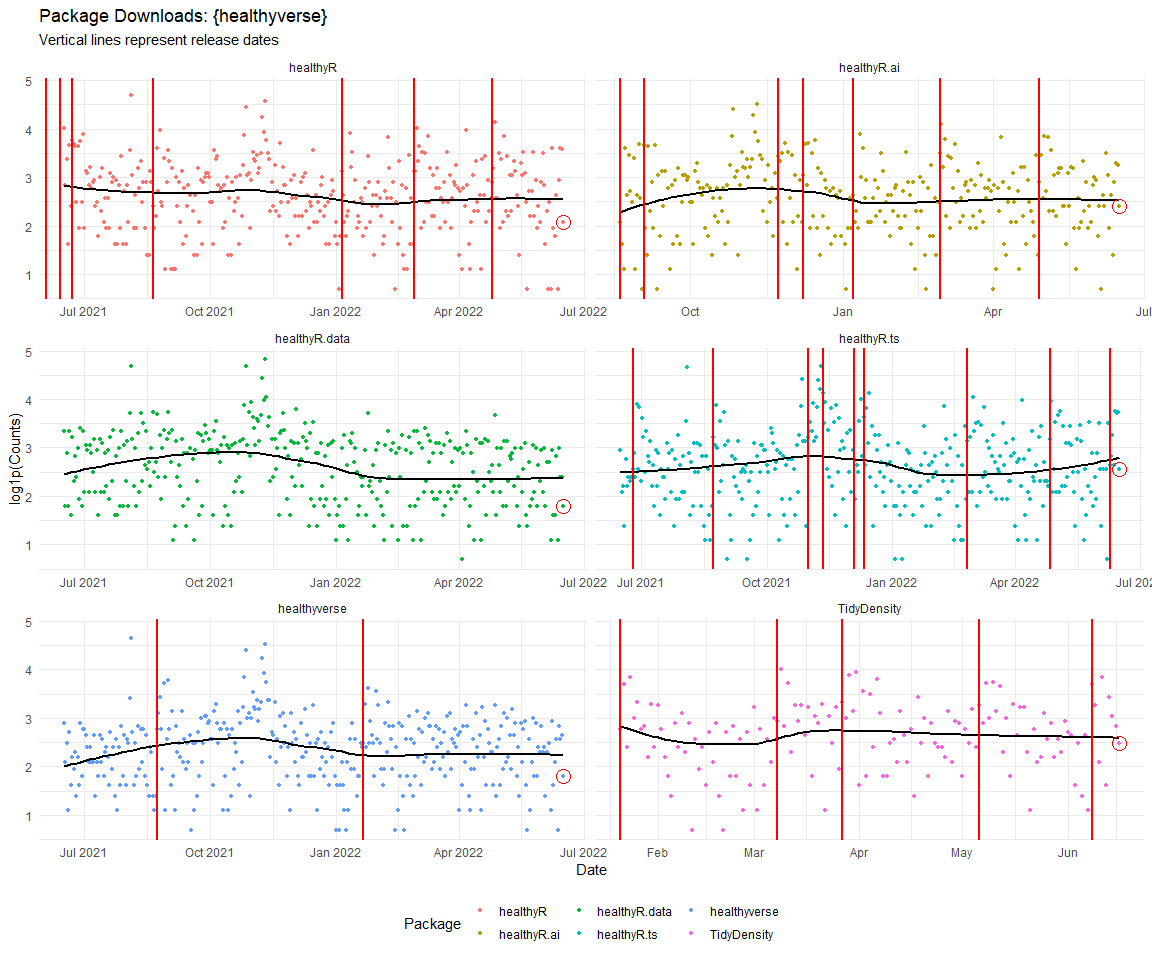 Package Downloads: {healthyverse}
Vertical lines represent release dates
healthyR
healthyR.ai
5
4
3
2
1
Jul 2021 Oct 2021 Jan 2022 Apr 2022 Jul 2022
Oct Jan Apr Jul
healthyR.data
healthyR.ts
5
4
3
2
1
log1p(Counts)
Jul 2021 Oct 2021 Jan 2022 Apr 2022 Jul 2022
Jul 2021 Oct 2021 Jan 2022 Apr 2022 Jul 202
healthyverse
TidyDensity
5
4
3
2
1
Jul 2021 Oct 2021 Jan 2022 Apr 2022 Jul 2022
Feb Mar Apr May Jun
Date
Package
healthyR healthyR.data healthyverse
healthyR.ai healthyR.ts TidyDensity